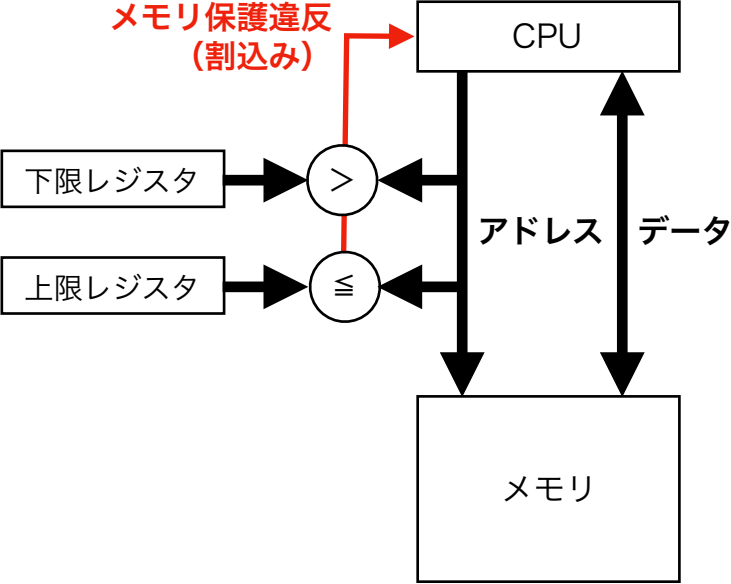 メモリ保護違反
（割込み）
CPU
下限レジスタ
＞
アドレス
データ
上限レジスタ
≦
メモリ